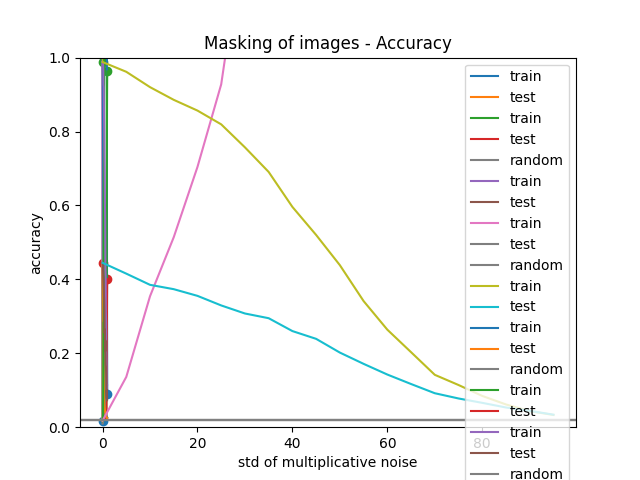 Masking of images - Accuracy
1.0
0.8
0.6
0.4
0.2
0.0
accuracy
0
20
40
60
80
std of multiplicative noise
train
test
train
test
random
train
test
train
test
random
train
test
train
test
random
train
test
train
test
random